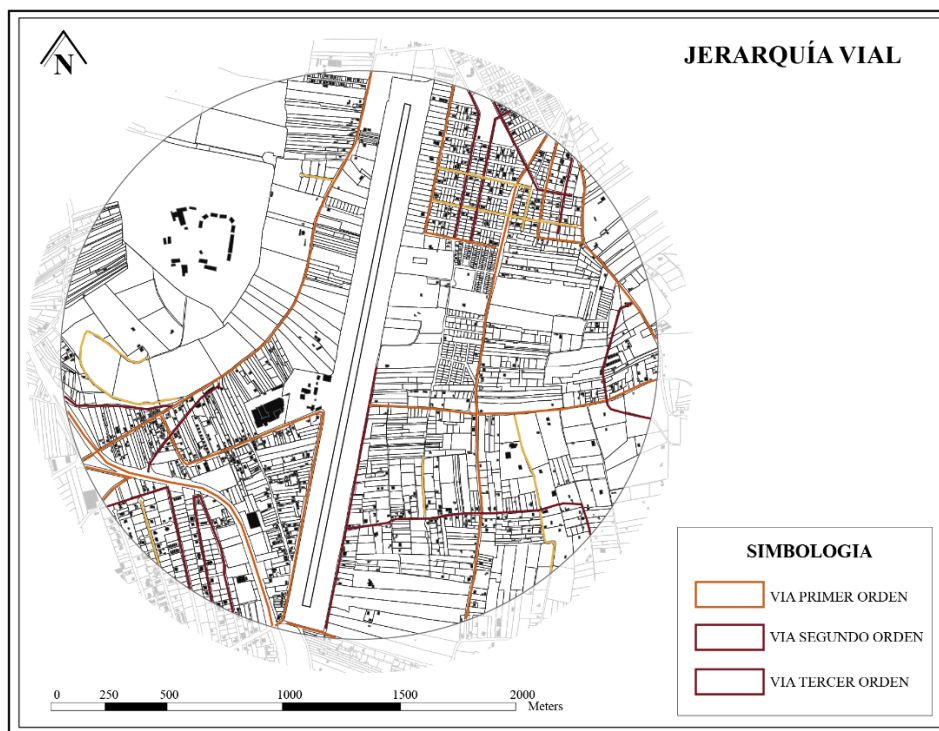 N
JERARQUÍA VIAL
SIMBOLOGIA
VIA PRIMER ORDEN
VIA SEGUNDO ORDEN
VIA TERCER ORDEN
0 250 500 1000 1500 2000
Meters